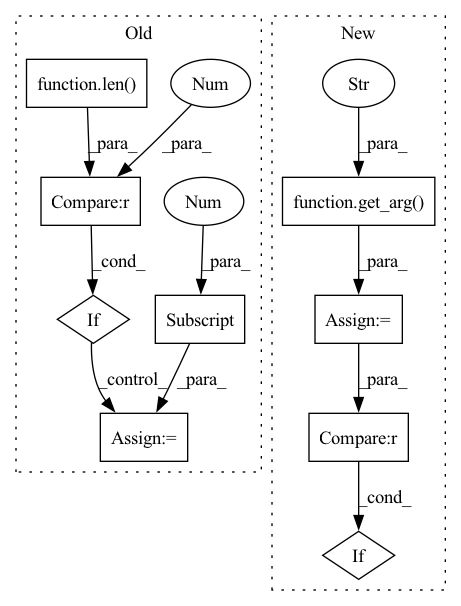 Old
New
function.len()
Num
Str
_para_
_para_
_para_
Compare:r
Num
function.get_arg()
_cond_
_para_
_para_
If
Subscript
Assign:=
_control_
_para_
_para_
Assign:=
Compare:r
_cond_
If